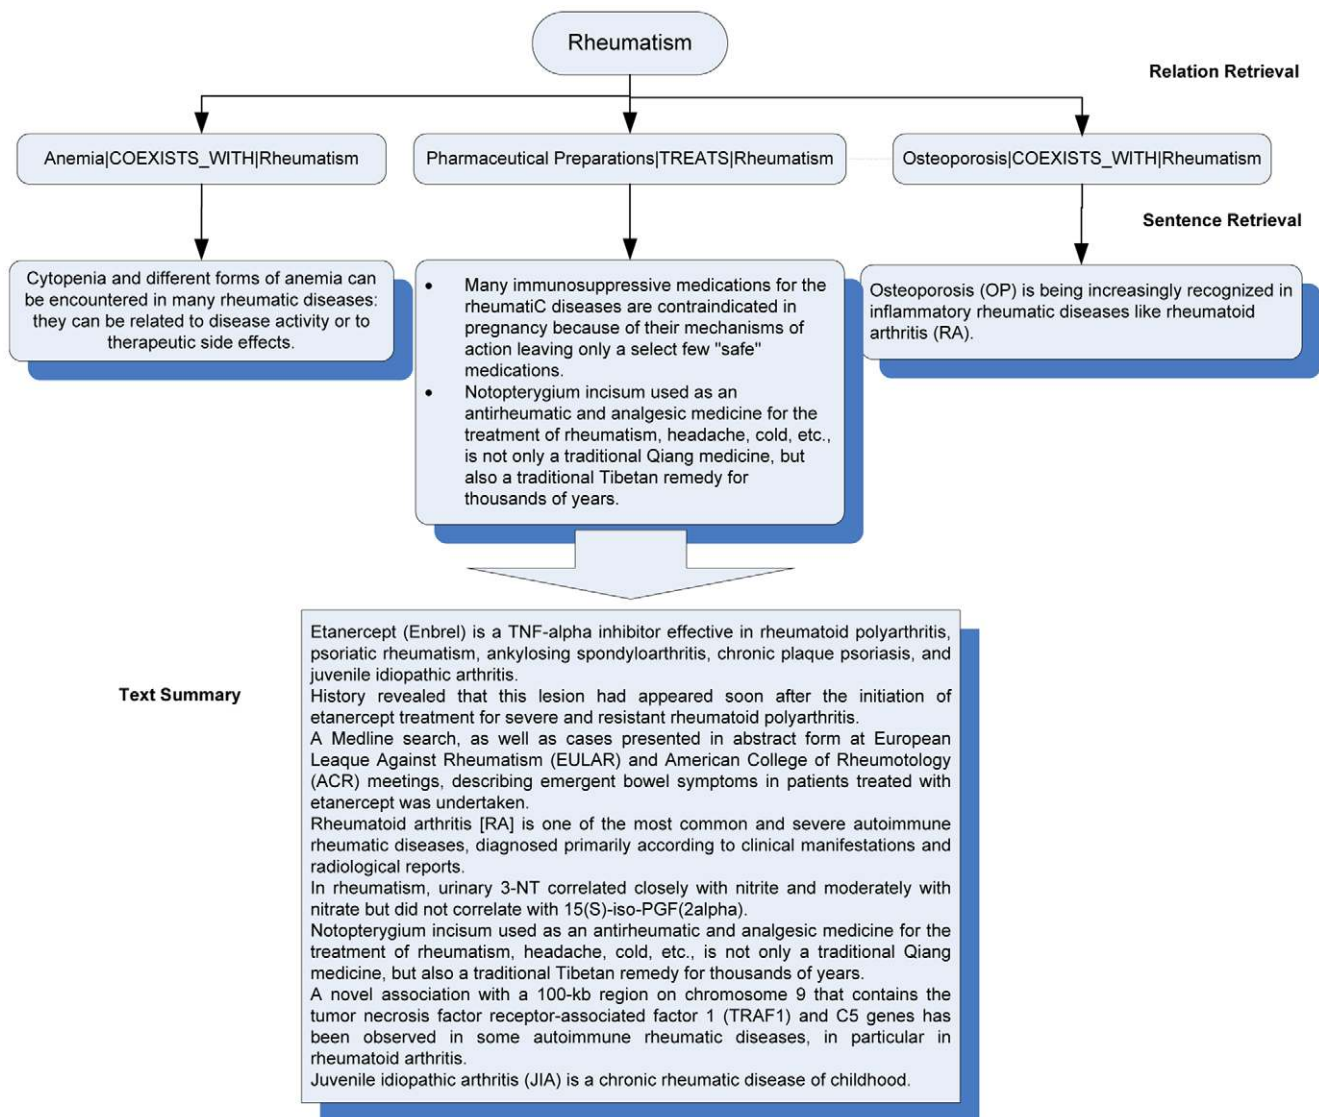 Rheumatism
Relation Retrieval
Anemia|COEXISTS_WITH|Rheumatism
Pharmaceutical Preparations|TREATS|Rheumatism
Osteoporosis|COEXISTS_WITH|Rheumatism
Sentence Retrieval
Cytopenia and different forms of anemia can
be encountered in many rheumatic diseases:
they can be related to disease activity or to
therapeutic side effects.
• Many immunosuppressive medications for the
rheumatiC diseases are contraindicated in
pregnancy because of their mechanisms of
action leaving only a select few "safe"
medications.
• Notopterygium incisum used as an
antirheumatic and analgesic medicine for the
treatment of rheumatism, headache, cold, etc.,
is not only a traditional Qiang medicine, but
also a traditional Tibetan remedy for
thousands of years.
Osteoporosis (OP) is being increasingly recognized in
inflammatory rheumatic diseases like rheumatoid
arthritis (RA).
Text Summary
Etanercept (Enbrel) is a TNF-alpha inhibitor effective in rheumatoid polyarthritis,
psoriatic rheumatism, ankylosing spondyloarthritis, chronic plaque psoriasis, and
juvenile idiopathic arthritis.
History revealed that this lesion had appeared soon after the initiation of
etanercept treatment for severe and resistant rheumatoid polyarthritis.
A Medline search, as well as cases presented in abstract form at European
Leaque Against Rheumatism (EULAR) and American College of Rheumotology
(ACR) meetings, describing emergent bowel symptoms in patients treated with
etanercept was undertaken.
Rheumatoid arthritis [RA] is one of the most common and severe autoimmune
rheumatic diseases, diagnosed primarily according to clinical manifestations and
radiological reports.
In rheumatism, urinary 3-NT correlated closely with nitrite and moderately with
nitrate but did not correlate with 15(S)-iso-PGF(2alpha).
Notopterygium incisum used as an antirheumatic and analgesic medicine for the
treatment of rheumatism, headache, cold, etc., is not only a traditional Qiang
medicine, but also a traditional Tibetan remedy for thousands of years.
A novel association with a 100-kb region on chromosome 9 that contains the
tumor necrosis factor receptor-associated factor 1 (TRAF1) and C5 genes has
been observed in some autoimmune rheumatic diseases, in particular in
rheumatoid arthritis.
Juvenile idiopathic arthritis (JIA) is a chronic rheumatic disease of childhood.